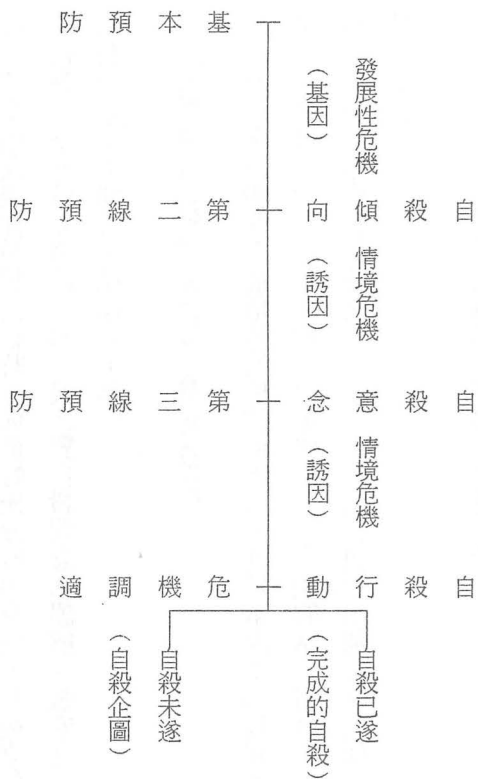 基本預防
發展性危機
（基因）
自殺傾向
第二線預防
情境危機
（誘因）
自殺意念
第三線預防
情境危機
（誘因）
自殺行動
危機調適
自殺已遂
（完成的自殺）
自殺未遂
（自殺企圖）